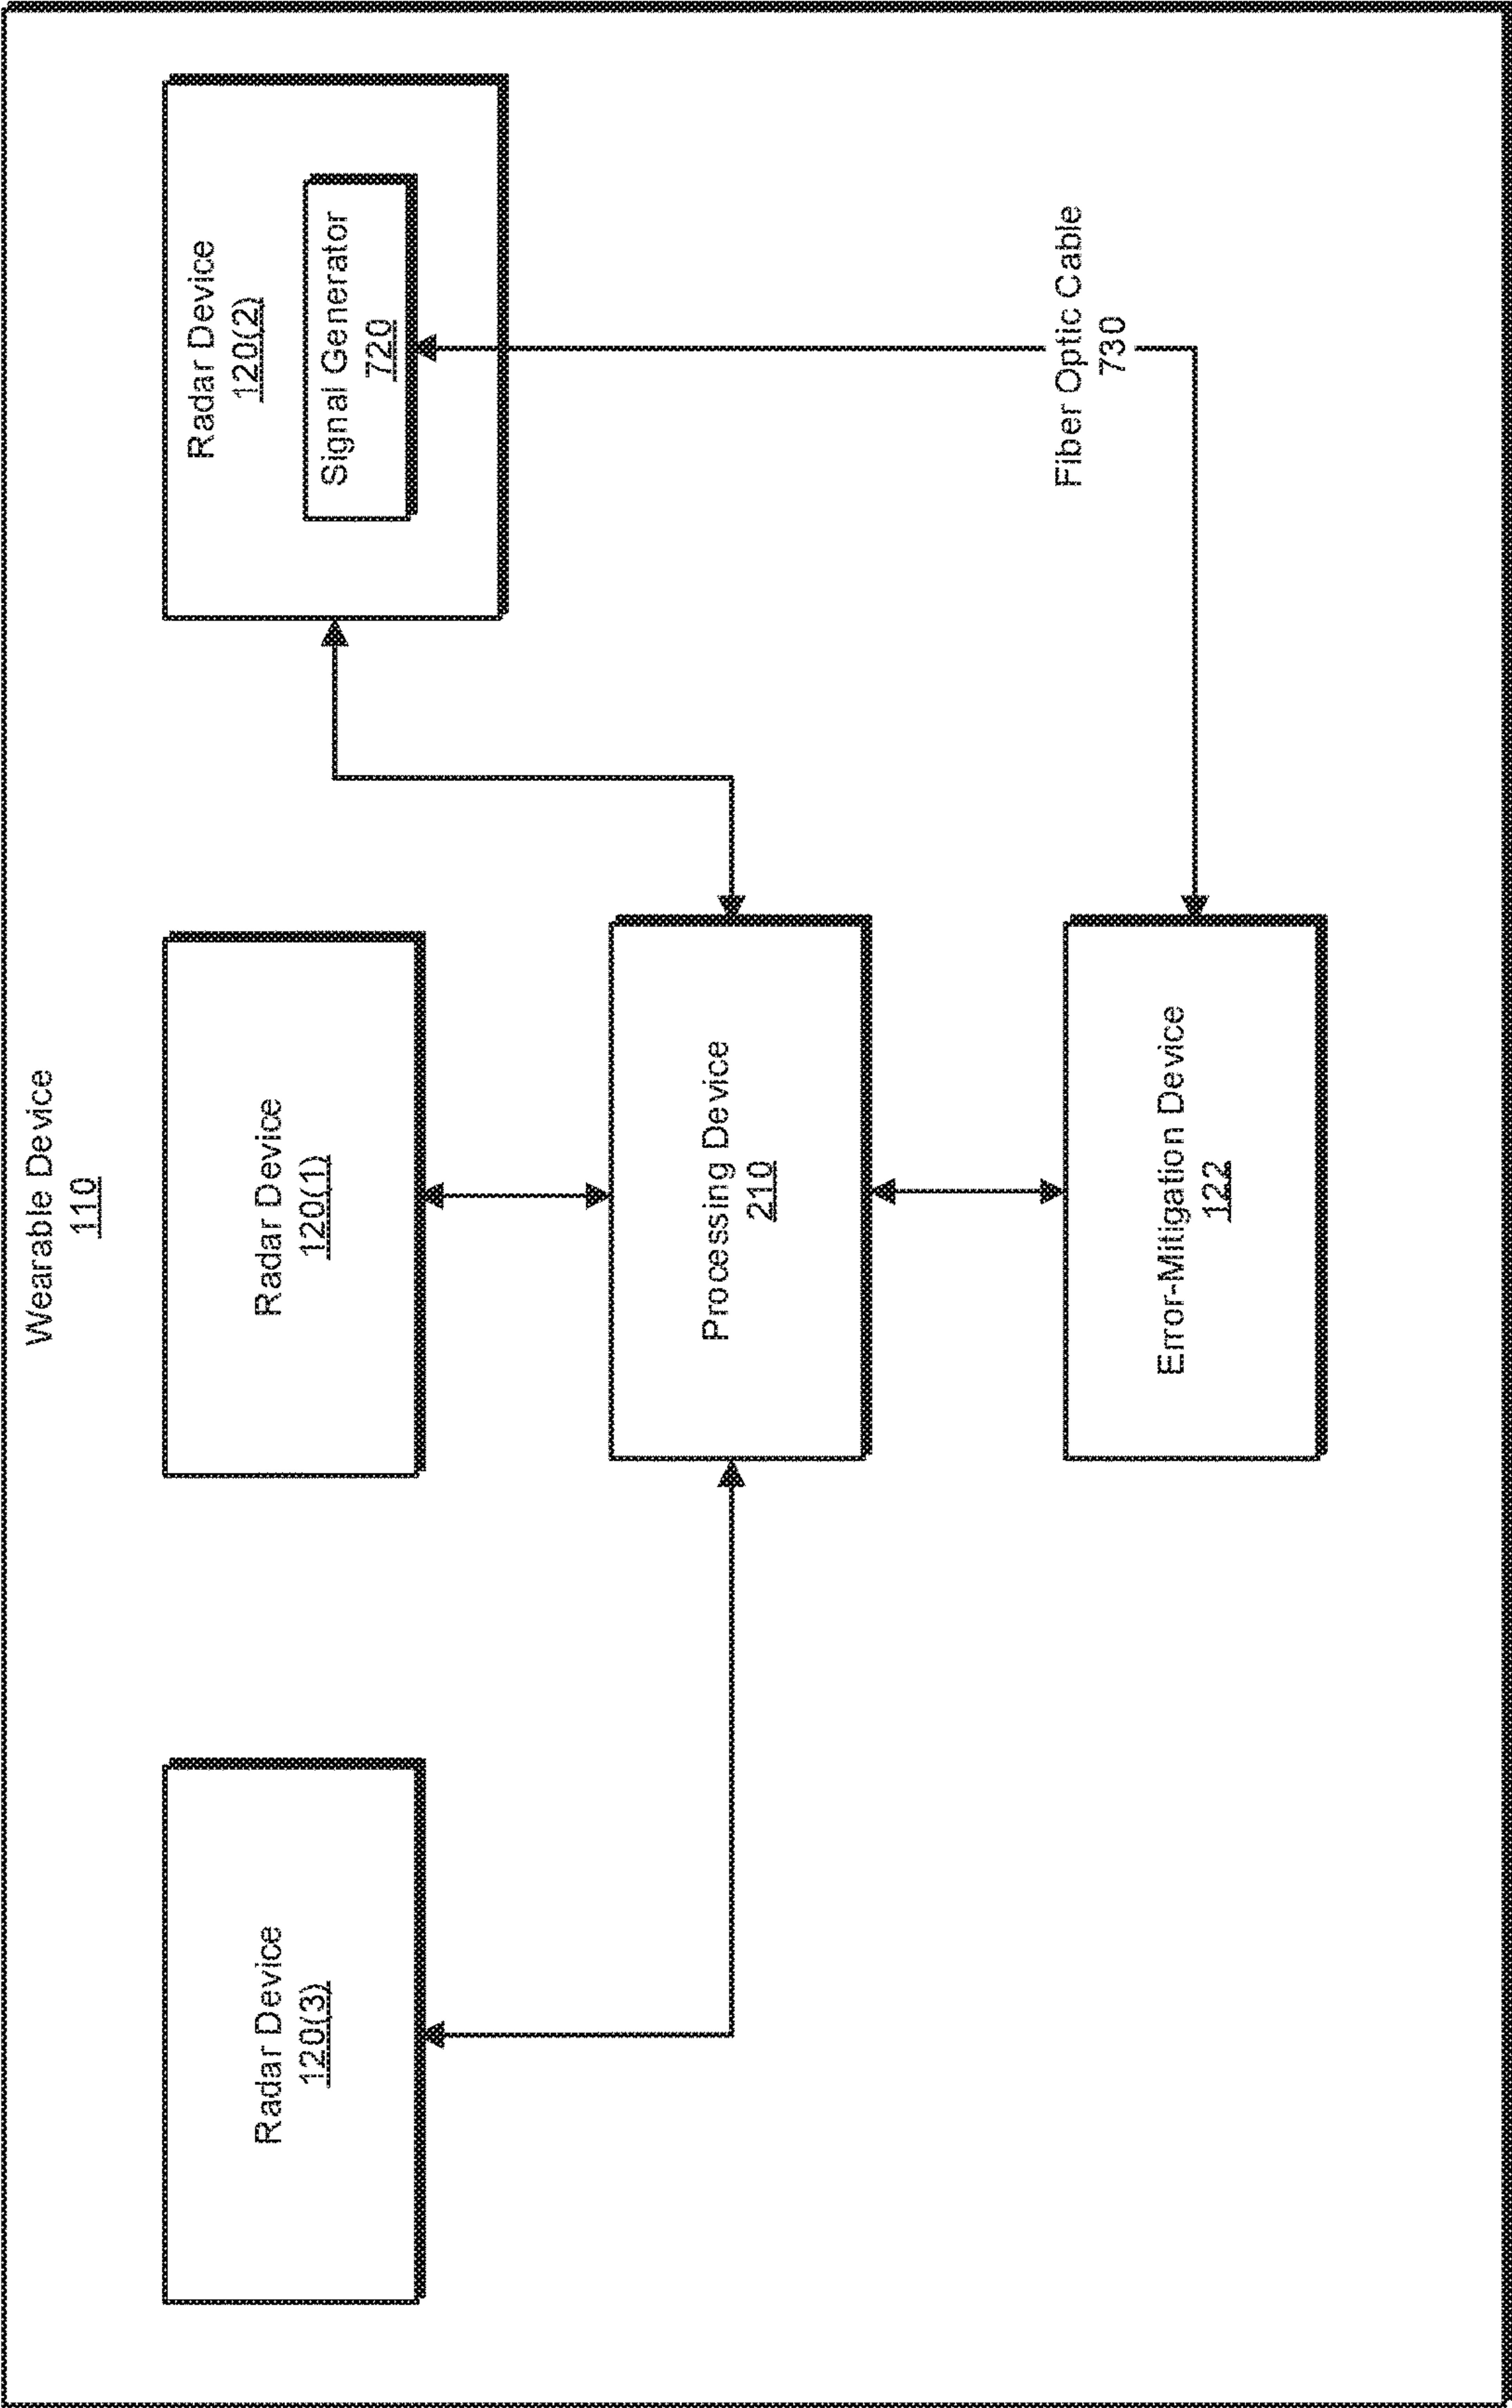 Wearable Device
110
Radar Device
120(3)
Radar Device
120(1)
Radar Device
120(2)
Signal Generator
720
Processing Device
210
Fiber Optic Cable
730
Error-Mitigation Device
122